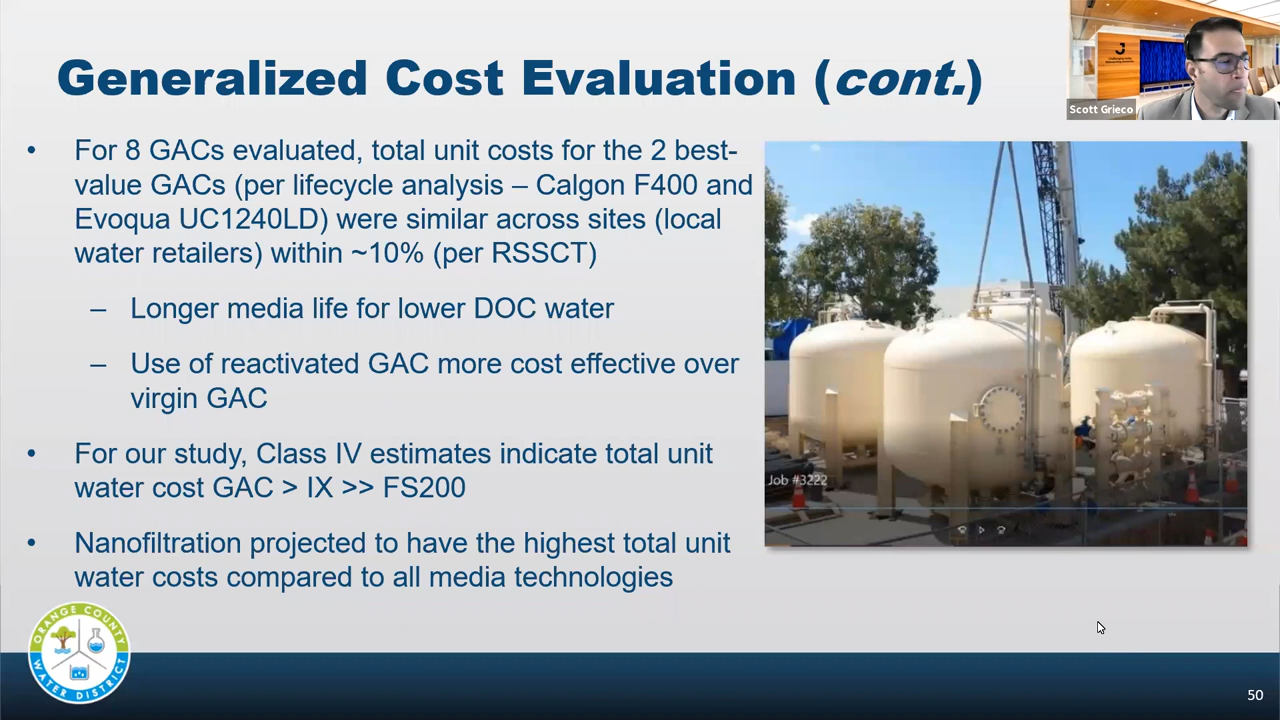 Generalized Cost Evaluation (cont.)
Scott Grieco
• For 8 GACs evaluated, total unit costs for the 2 best-
value GACs (per lifecycle analysis – Calgon F400 and
Evoqua UC1240LD) were similar across sites (local
water retailers) within ~10% (per RSSCT)
– Longer media life for lower DOC water
– Use of reactivated GAC more cost effective over
virgin GAC
• For our study, Class IV estimates indicate total unit
water cost GAC > IX >> FS200
• Nanofiltration projected to have the highest total unit
water costs compared to all media technologies
Job #3222
ORANGE COUNTY
WATER DISTRICT
50